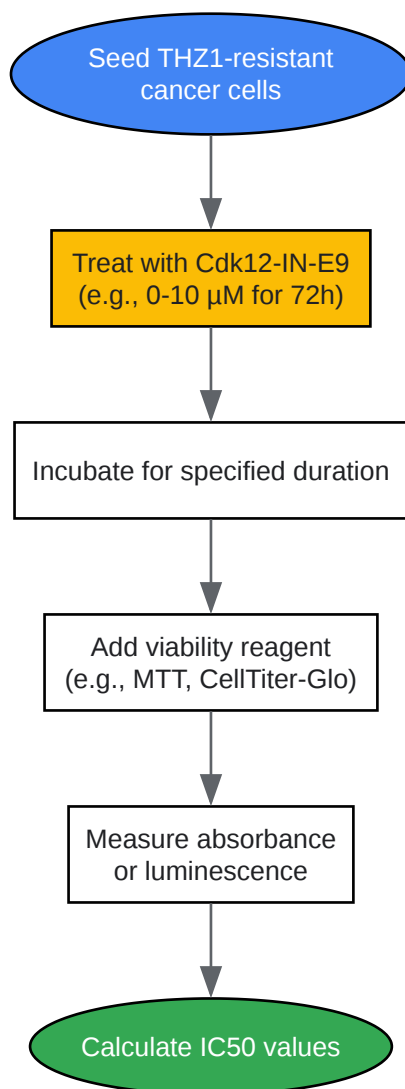 Seed THZ1-resistant
cancer cells
Treat with Cdk12-IN-E9
(e.g., 0-10 µM for 72h)
Incubate for specified duration
Add viability reagent
(e.g., MTT, CellTiter-Glo)
Measure absorbance
or luminescence
Calculate IC50 values